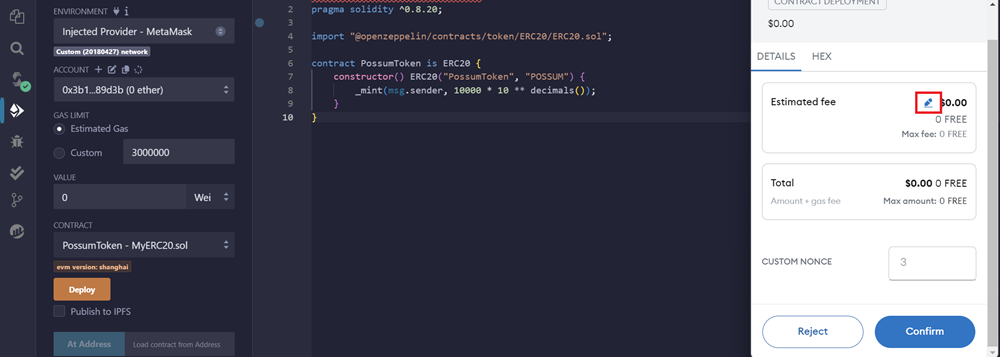 ENVIRONMENT
Injected Provider - MetaMask
Custom (20180427) network
ACCOUNT
0x3b1...89d3b (0 ether)
GAS LIMIT
Estimated Gas
Custom
3000000
VALUE
0
Wei
CONTRACT
PossumToken - MyERC20.sol
evm version: shanghai
Deploy
Publish to IPFS
At Address
Load contract from Address
2 pragma solidity ^0.8.20;
3
4 import "@openzeppelin/contracts/token/ERC20/ERC20.sol";
5
6 contract PossumToken is ERC20 {
7 constructor() ERC20("PossumToken", "POSSUM") {
8 _mint(msg.sender, 10000 * 10 ** decimals());
9 }
10 }
CONTRACT DEPLOYMENT
$0.00
DETAILS
HEX
Estimated fee
$0.00
0 FREE
Max fee: 0 FREE
Total
$0.00 0 FREE
Amount + gas fee
Max amount: 0 FREE
CUSTOM NONCE
3
Reject
Confirm